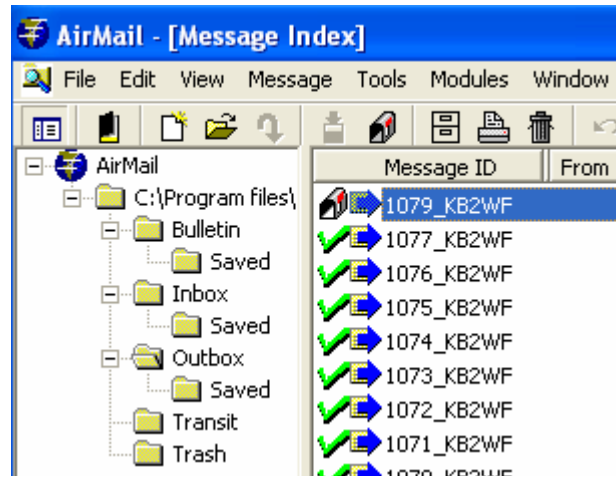 AirMail - [Message Index]
File Edit View Message Tools Modules Window
AirMail
C:\Program files\
Bulletin
Saved
Inbox
Saved
Outbox
Saved
Transit
Trash
Message ID From
1079_KB2WF
1077_KB2WF
1076_KB2WF
1075_KB2WF
1074_KB2WF
1073_KB2WF
1072_KB2WF
1071_KB2WF